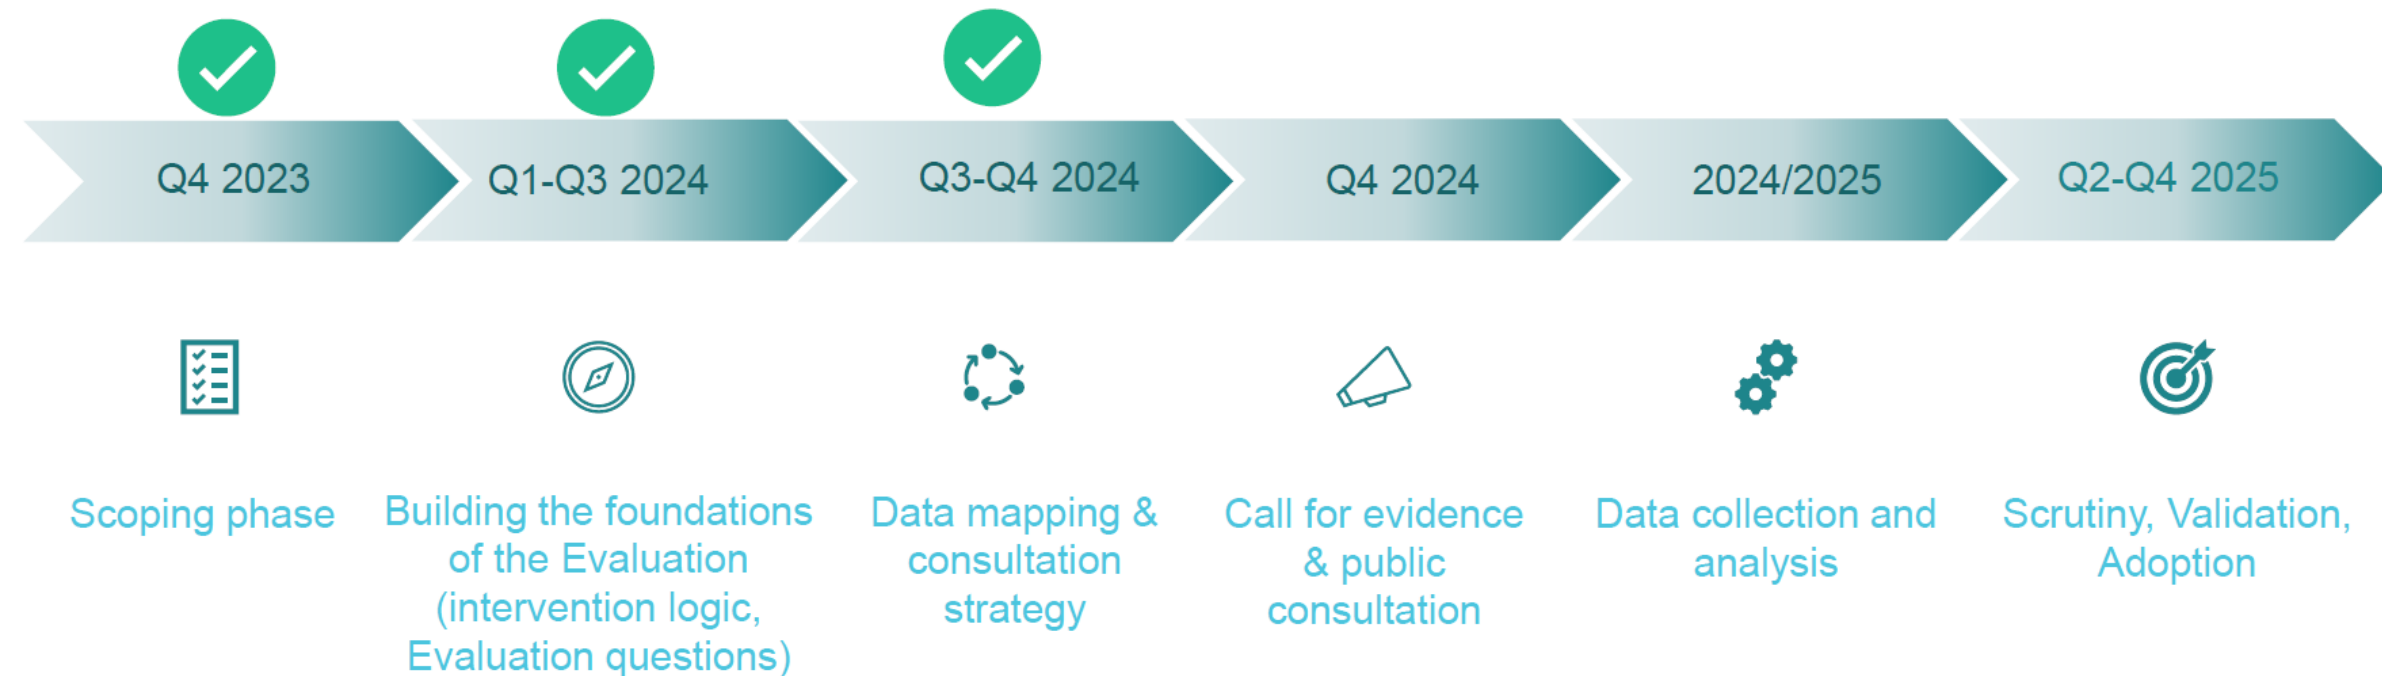 Q4 2023
Q1-Q3 2024
Q3-Q4 2024
Q4 2024
2024/2025
Q2-Q4 2025
Scoping phase
Building the foundations
of the Evaluation
(intervention logic,
Evaluation questions)
Data mapping &
consultation
strategy
Call for evidence
& public
consultation
Data collection and
analysis
Scrutiny, Validation,
Adoption